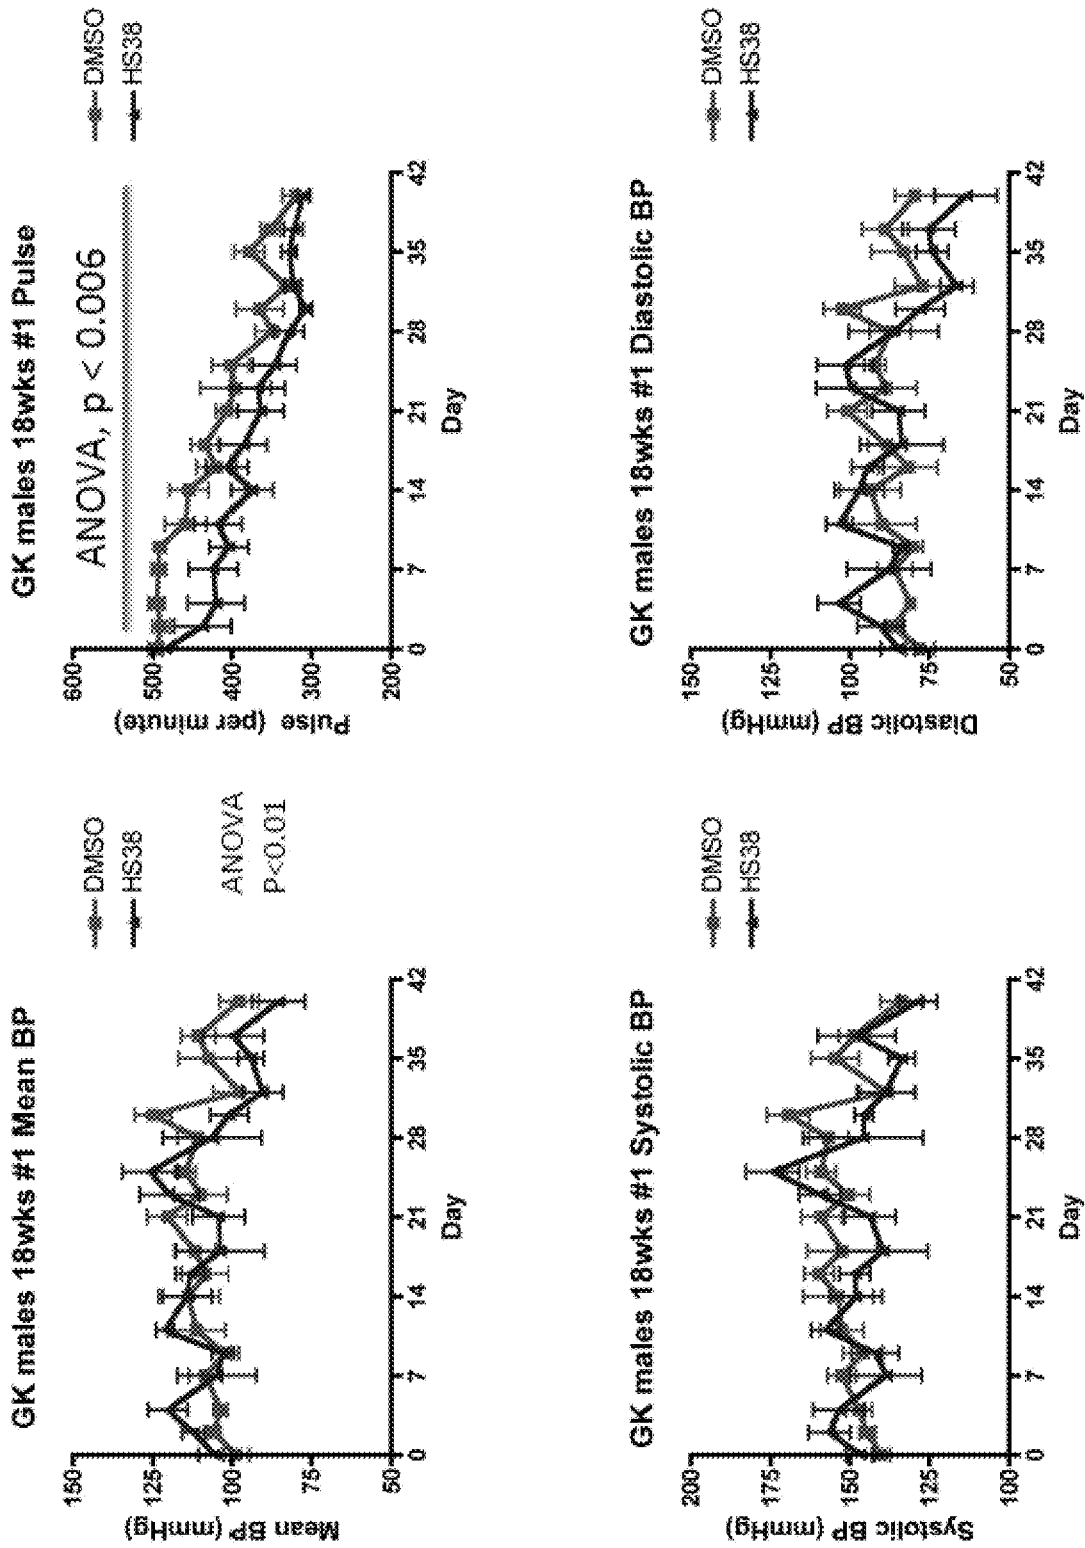 GK males 18wks #1 Mean BP
Mean BP (mmHg)
150
125
100
75
0
7
14
21
28
35
42
Day
DMSO
HS38
ANOVA
P<0.01
GK males 18wks #1 Pulse
ANOVA, p < 0.006
Pulse (per minute)
600
500
400
300
200
0
7
14
21
28
35
42
Day
DMSO
HS38
GK males 18wks #1 Systolic BP
Systolic BP (mmHg)
200
175
150
125
100
0
7
14
21
28
35
42
Day
DMSO
HS38
GK males 18wks #1 Diastolic BP
Diastolic BP (mmHg)
150
125
100
75
50
0
7
14
21
28
35
42
Day
DMSO
HS38